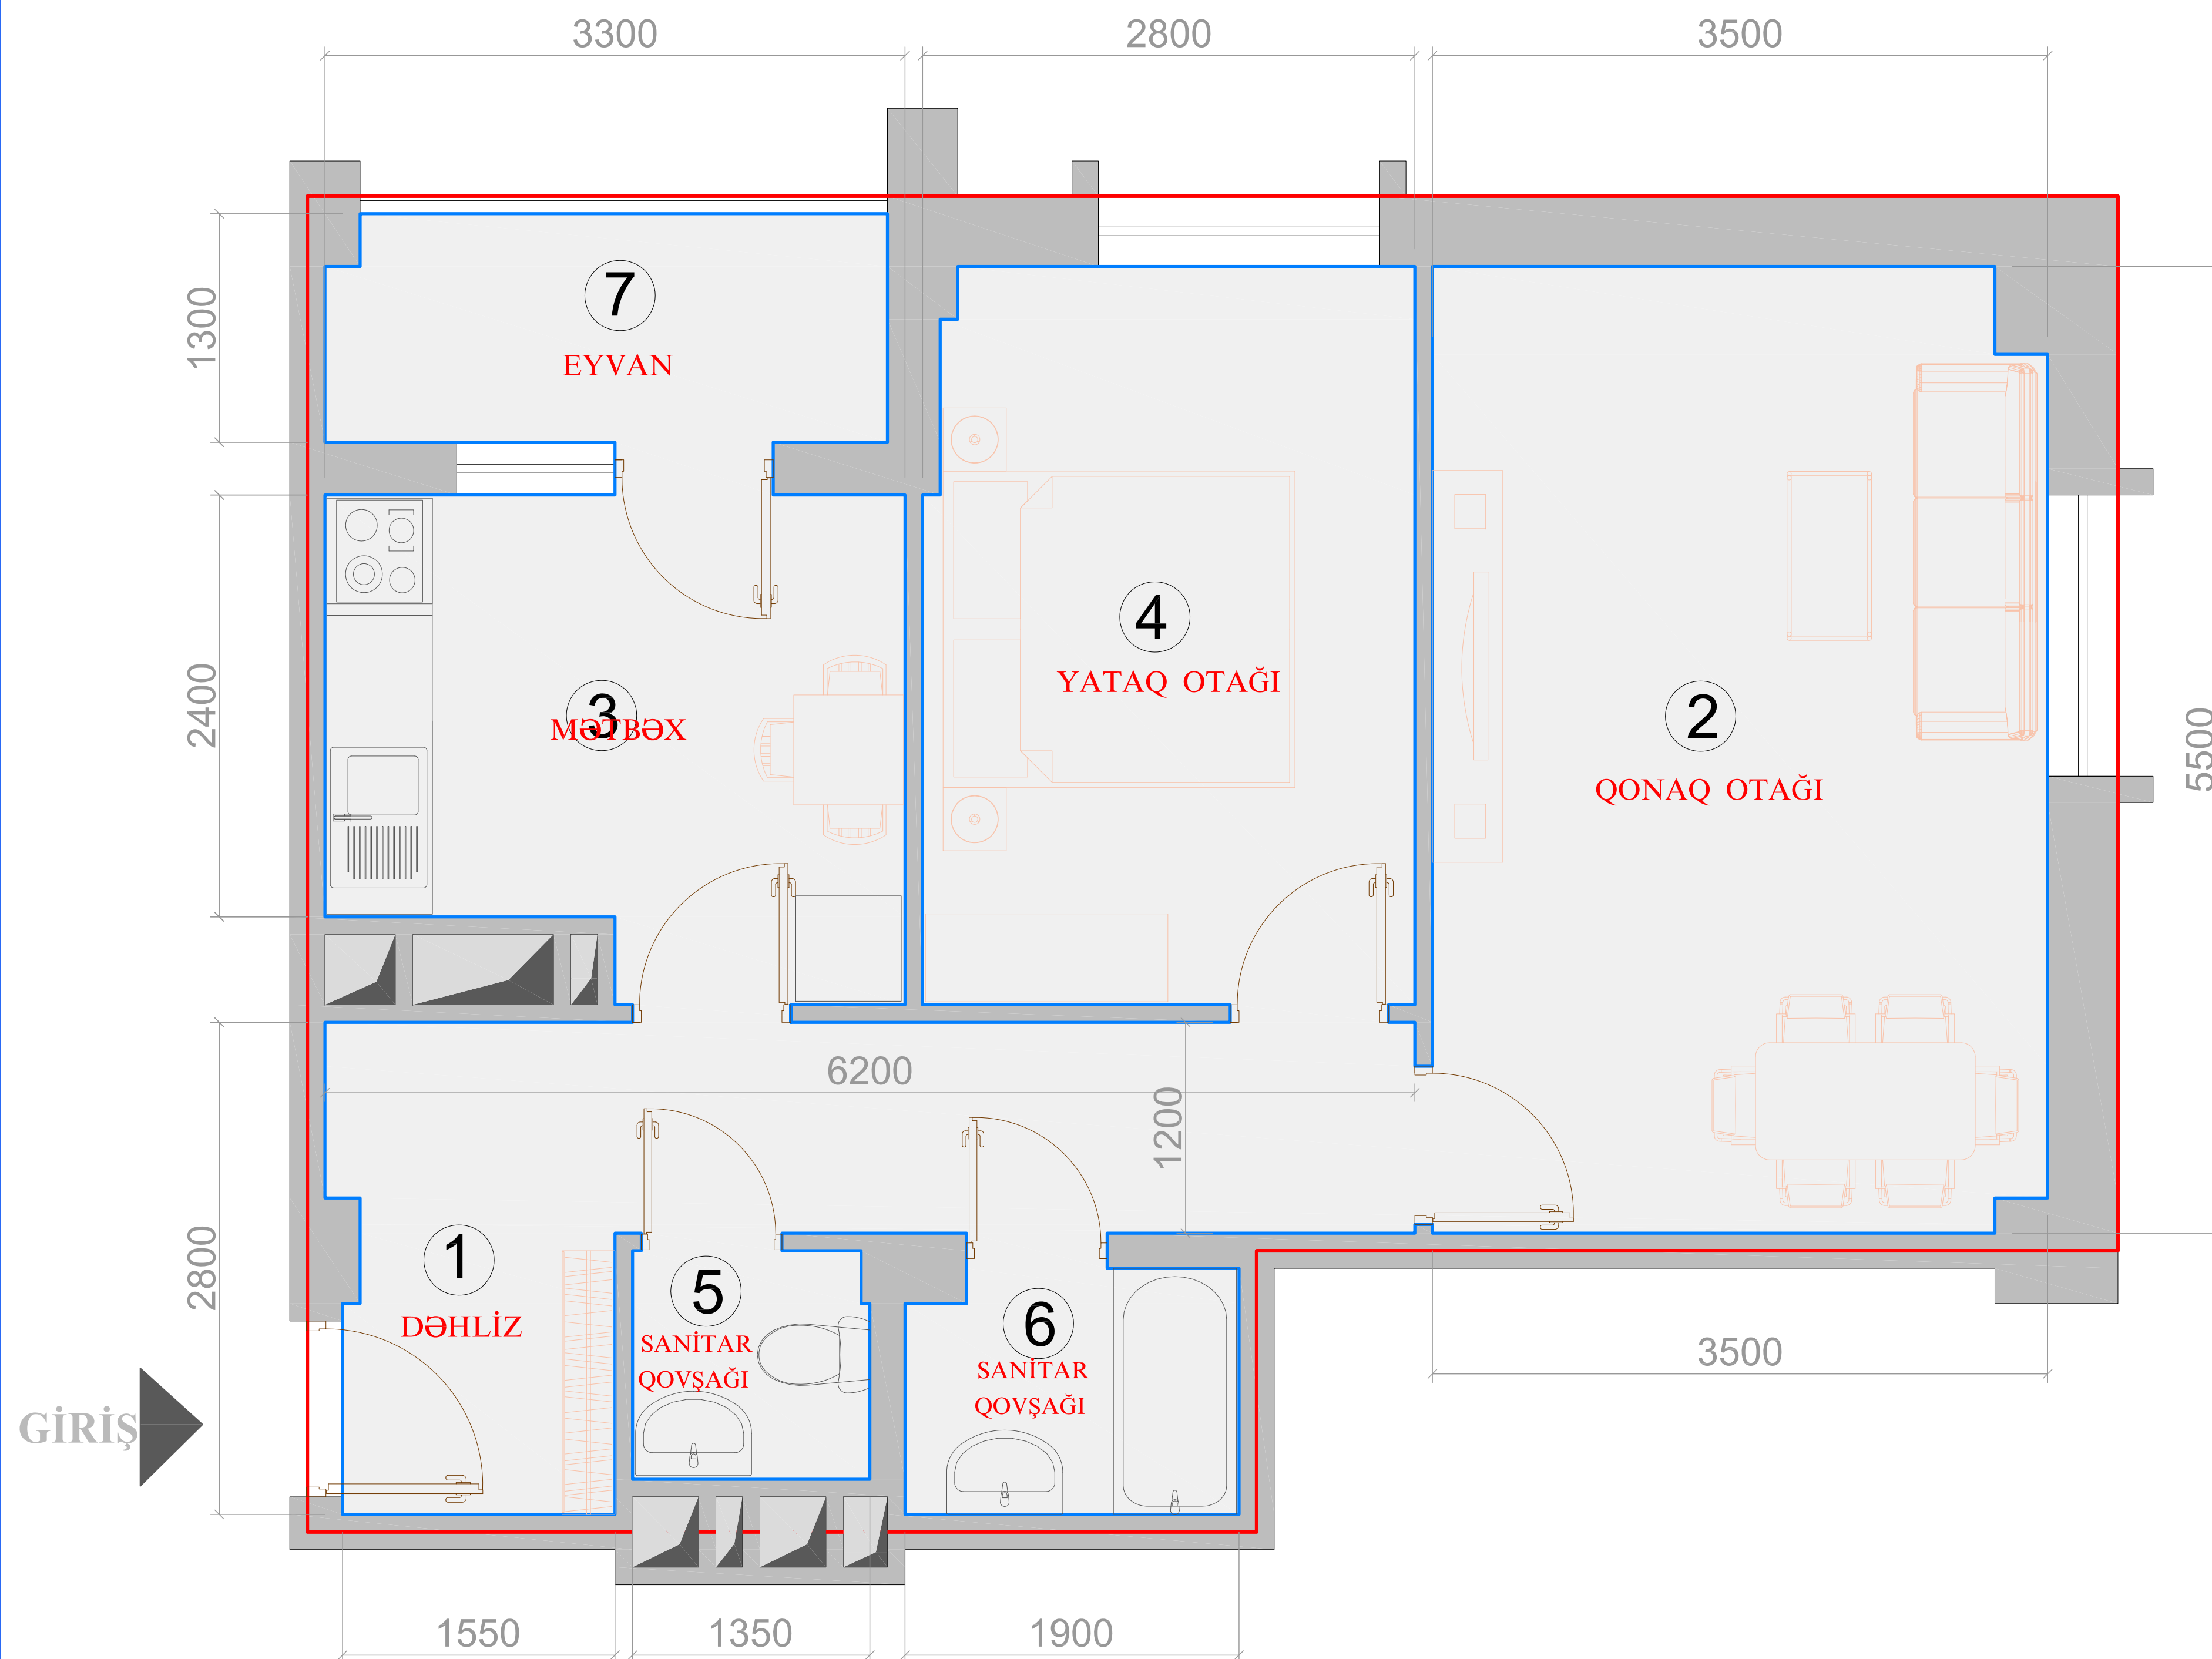 3300
2800
3500
1300
7
EYVAN
2400
3
MƏTBƏX
4
YATAQ OTAĞI
2
QONAQ OTAĞI
5500
6200
1200
2800
1
DƏHLİZ
5
SANİTAR
QOVŞAĞI
6
SANİTAR
QOVŞAĞI
3500
GİRİŞ
1550
1350
1900